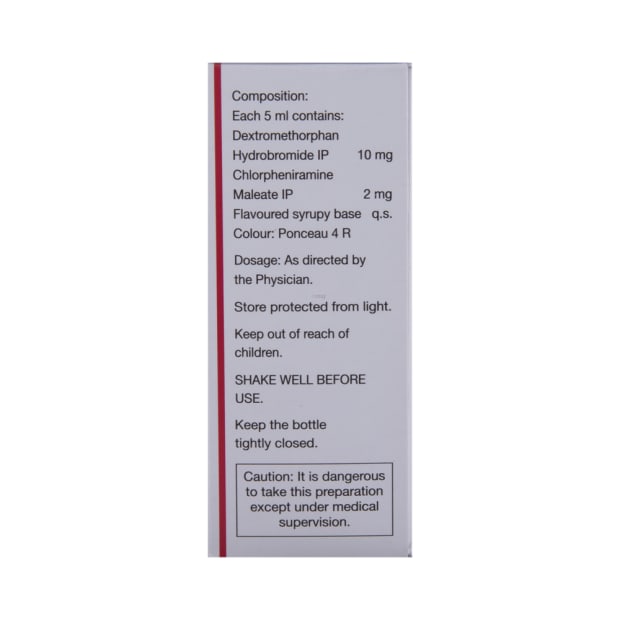 Composition:
Each 5 ml contains:
Dextromethorphan
Hydrobromide IP 10 mg
Chlorpheniramine
Maleate IP 2 mg
Flavoured syrupy base q.s.
Colour: Ponceau 4 R
Dosage: As directed by
the Physician.
Store protected from light.
Keep out of reach of
children.
SHAKE WELL BEFORE
USE.
Keep the bottle
tightly closed.
Caution: It is dangerous
to take this preparation
except under medical
supervision.